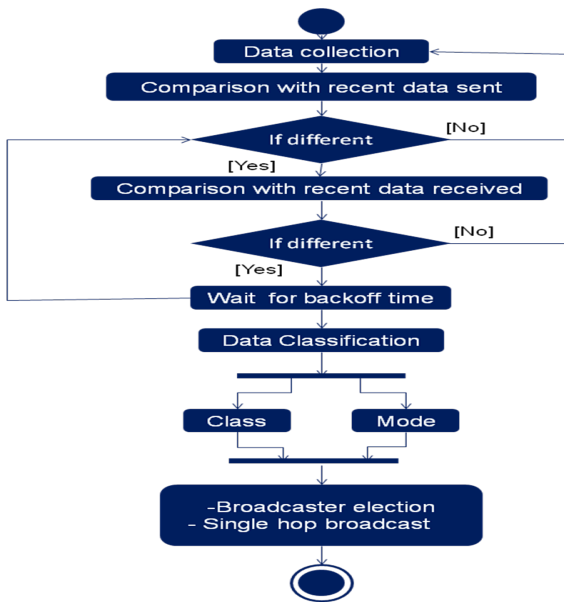 Data collection
Comparison with recent data sent
If different
[No]
[Yes]
Comparison with recent data received
If different
[No]
[Yes]
Wait for backoff time
Data Classification
Class
Mode
-Broadcaster election
- Single hop broadcast